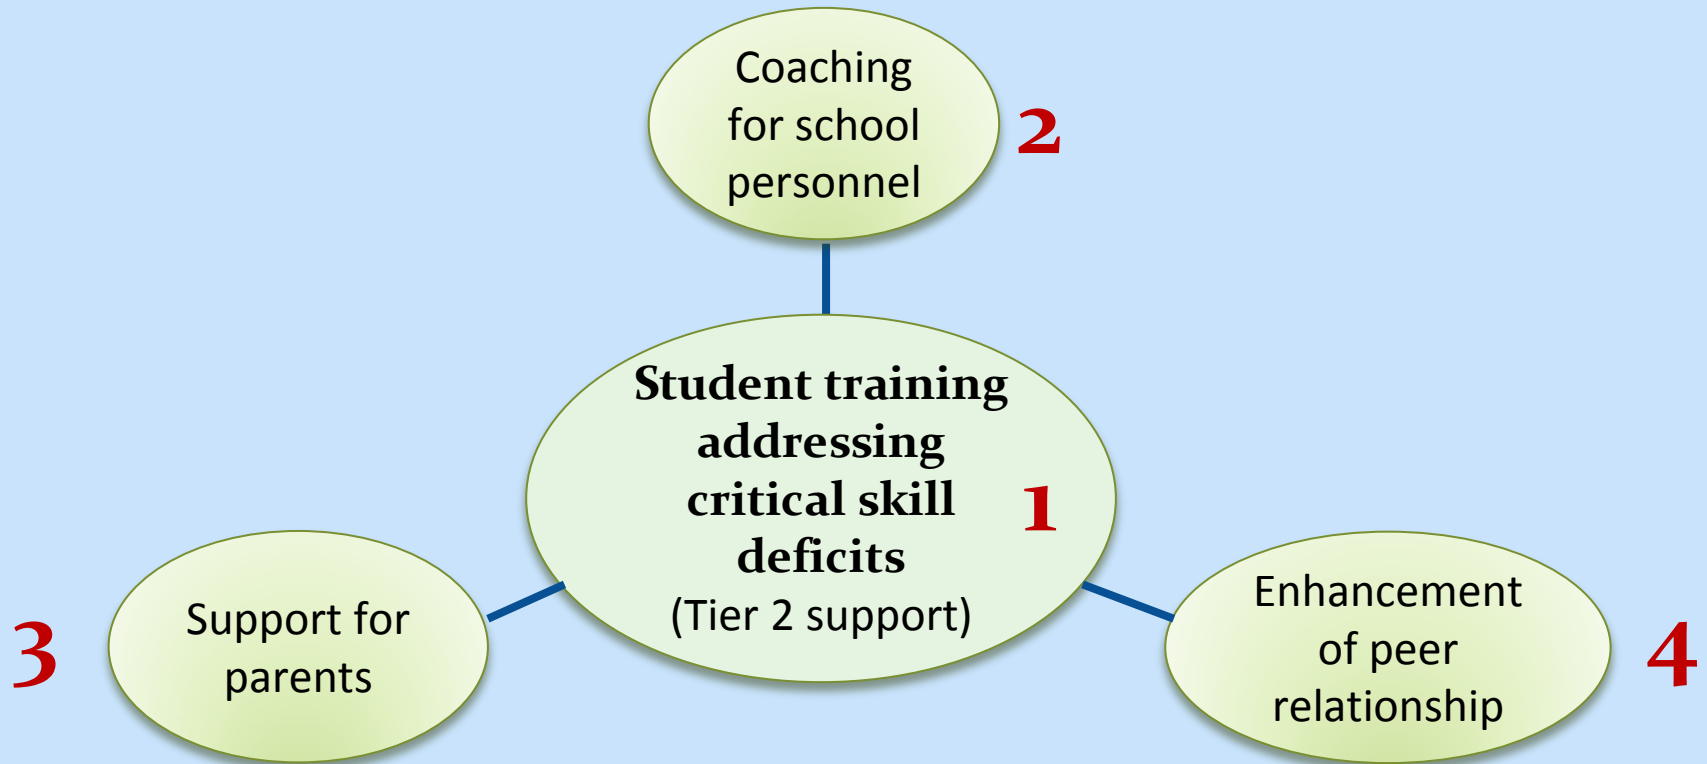 Coaching
for school
personnel
2
Student training
addressing
critical skill
deficits
(Tier 2 support)
1
3
Support for
parents
Enhancement
of peer
relationship
4